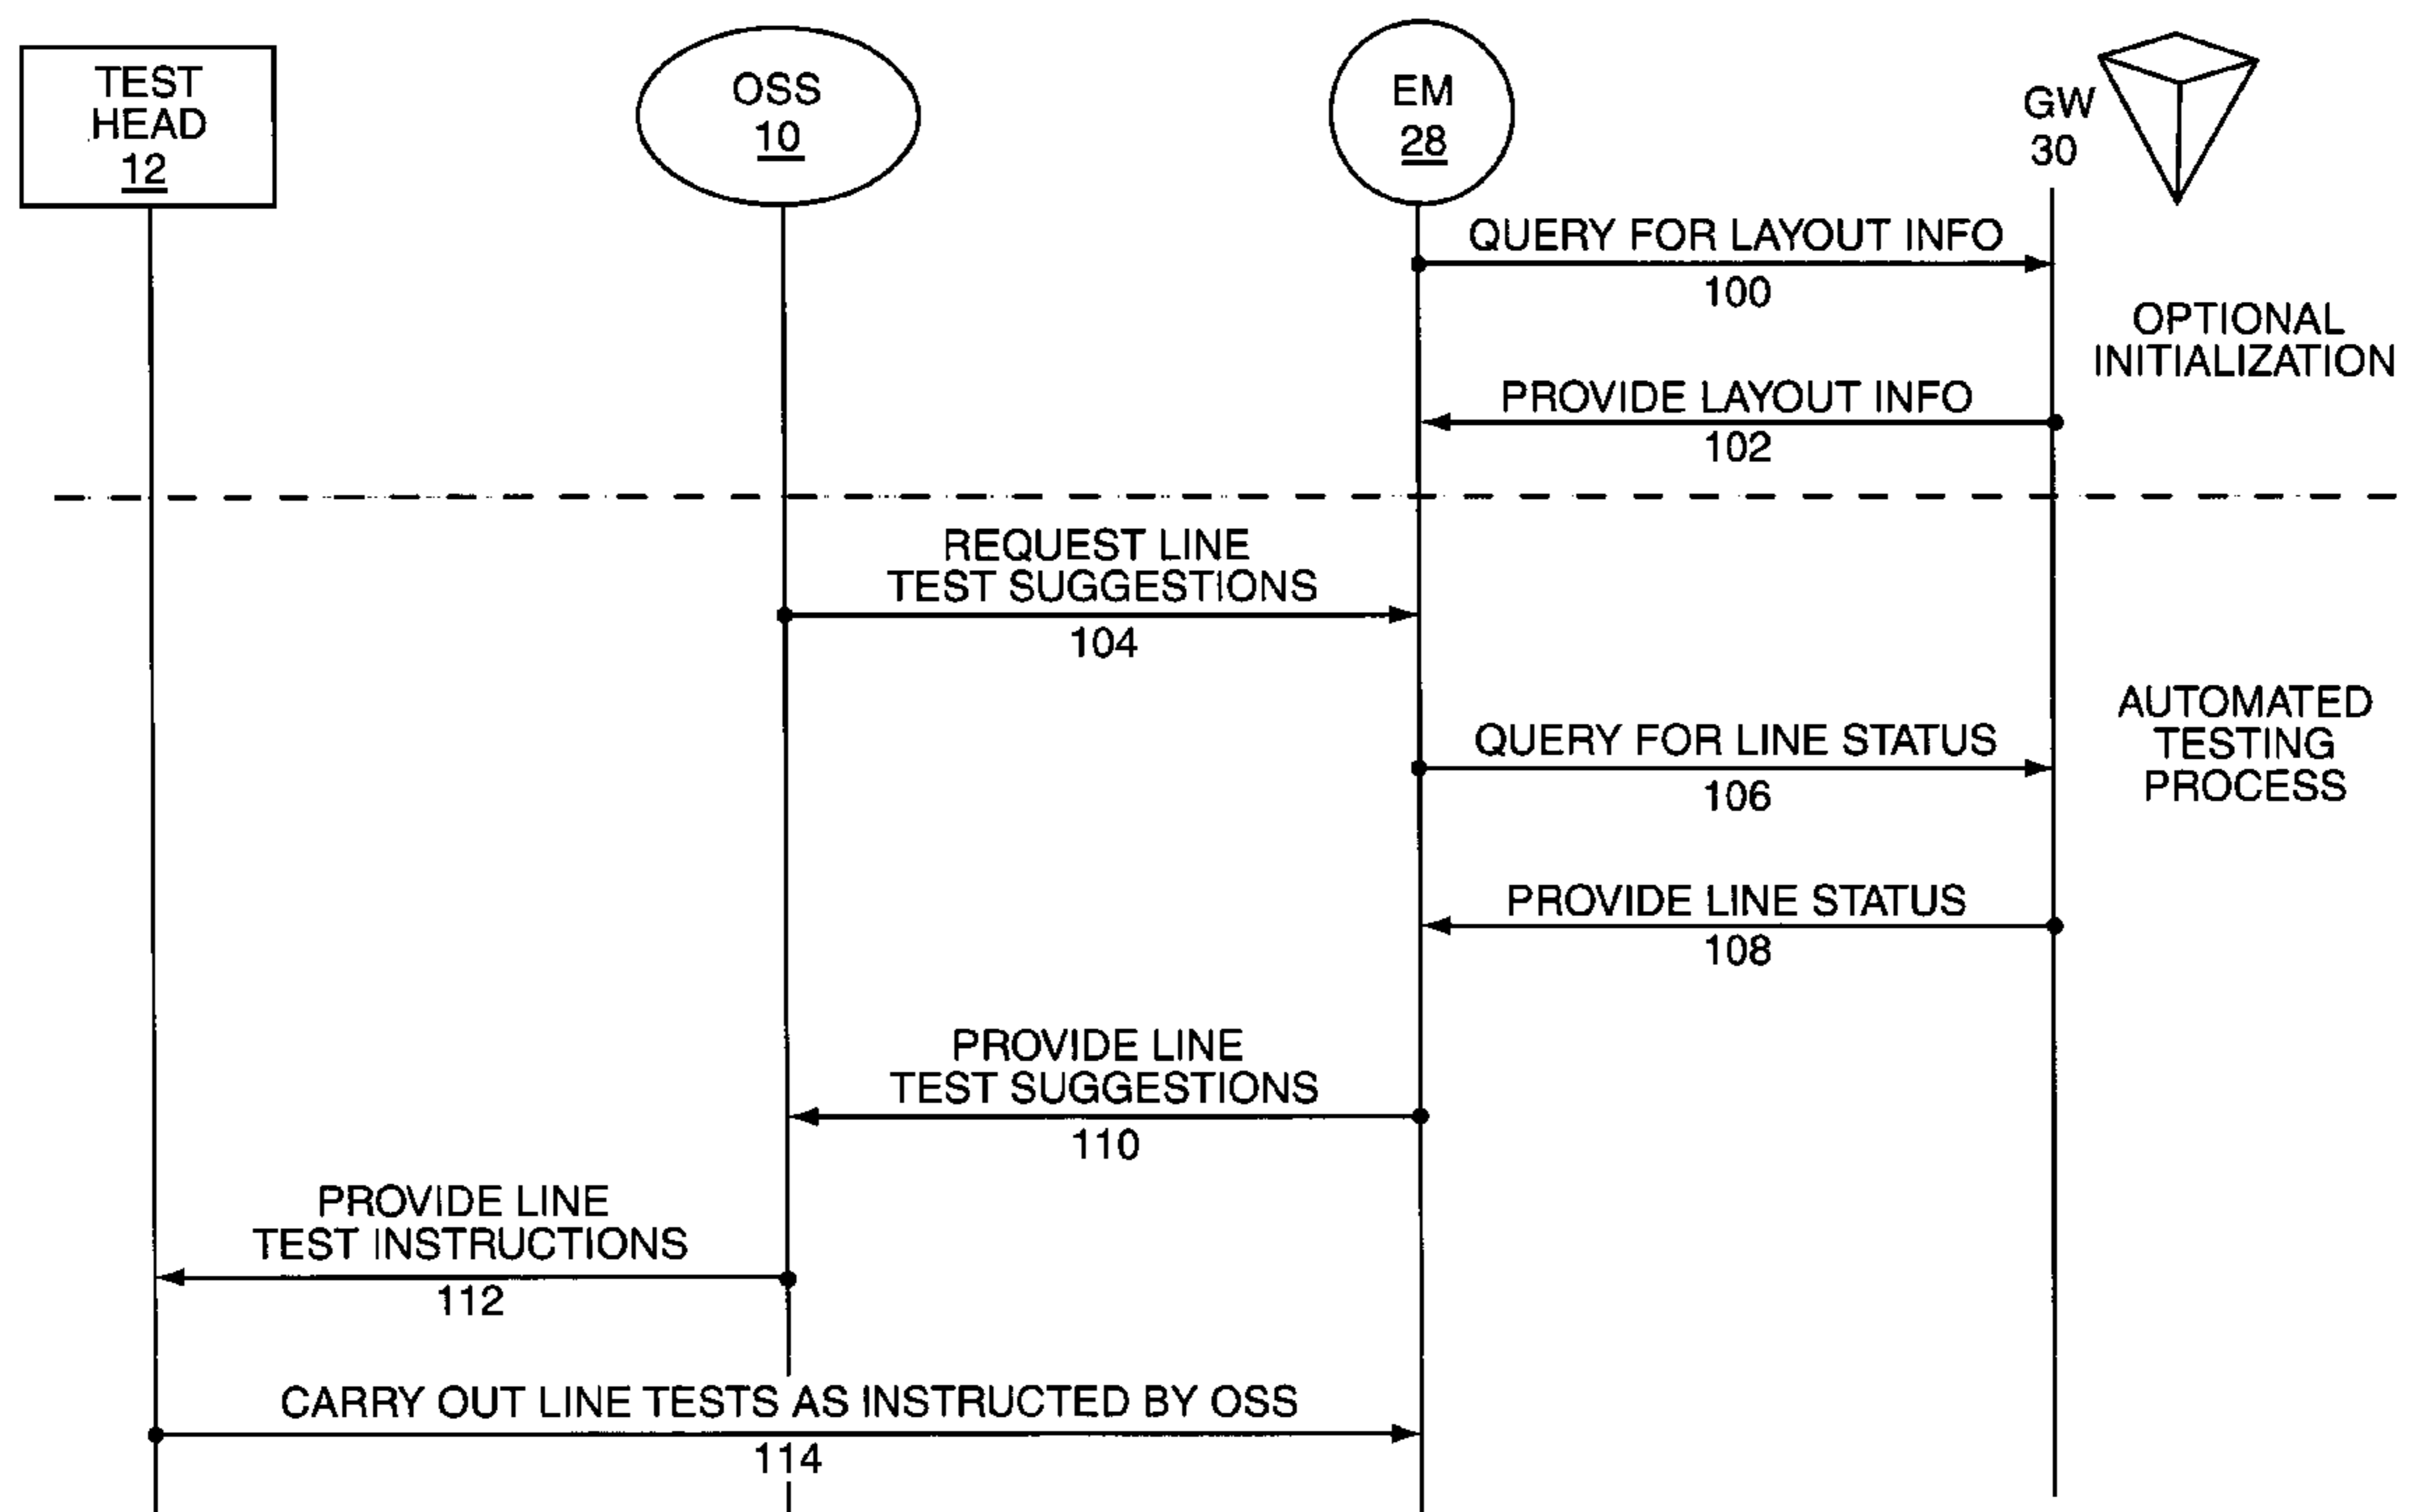 TEST
HEAD
12
OSS
10
EM
28
GW
30
QUERY FOR LAYOUT INFO
100
OPTIONAL
INITIALIZATION
PROVIDE LAYOUT INFO
102
REQUEST LINE
TEST SUGGESTIONS
104
AUTOMATED
TESTING
PROCESS
QUERY FOR LINE STATUS
106
PROVIDE LINE STATUS
108
PROVIDE LINE
TEST SUGGESTIONS
110
PROVIDE LINE
TEST INSTRUCTIONS
112
CARRY OUT LINE TESTS AS INSTRUCTED BY OSS
114